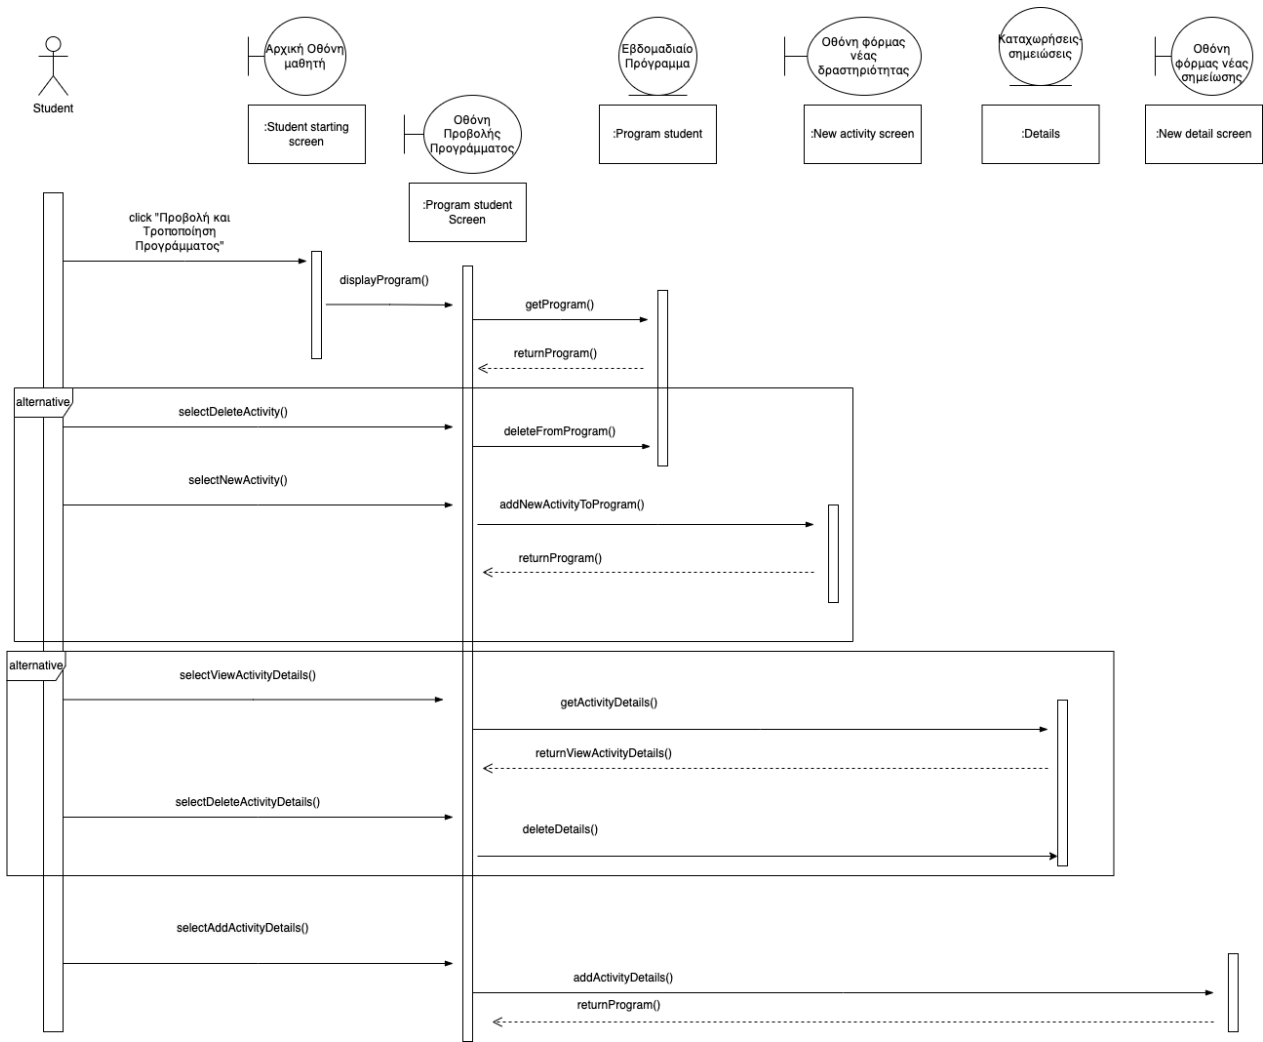 Student
Αρχική Οθόνη
μαθητή
:Student starting
screen
Οθόνη
Προβολής
Προγράμματος
:Program student
Screen
Εβδομαδιαίο
Πρόγραμμα
:Program student
Οθόνη φόρμας
νέας
δραστηριότητας
:New activity screen
Καταχωρήσεις-
σημειώσεις
:Details
Οθόνη
φόρμας νέας
σημείωσης
:New detail screen
click "Προβολή και
Τροποποίηση
Προγράμματος"
displayProgram()
getProgram()
returnProgram()
alternative
selectDeleteActivity()
deleteFromProgram()
selectNewActivity()
addNewActivityToProgram()
returnProgram()
alternative
selectViewActivityDetails()
getActivityDetails()
returnViewActivityDetails()
selectDeleteActivityDetails()
deleteDetails()
selectAddActivityDetails()
addActivityDetails()
returnProgram()